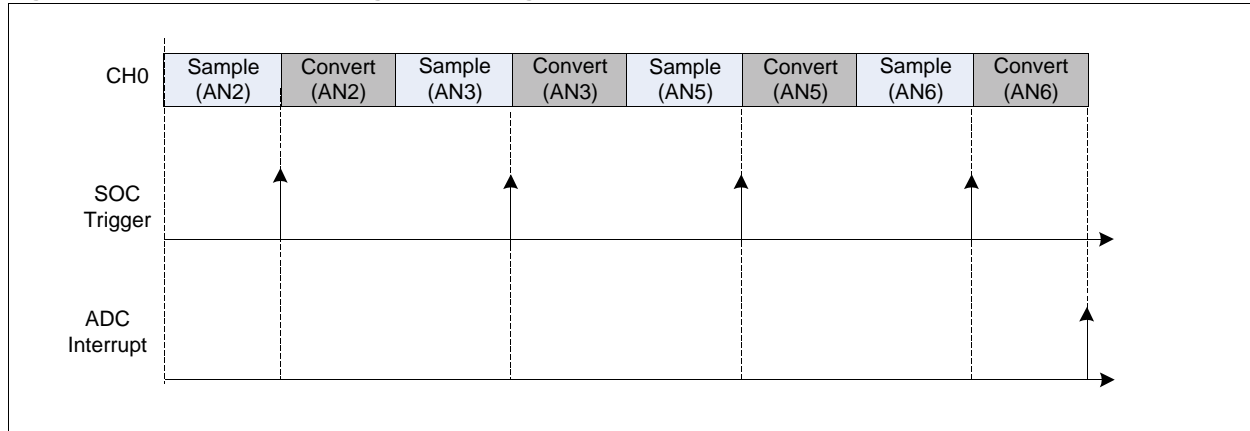 CH0
Sample
(AN2)
Convert
(AN2)
Sample
(AN3)
Convert
(AN3)
Sample
(AN5)
Convert
(AN5)
Sample
(AN6)
Convert
(AN6)
SOC
Trigger
ADC
Interrupt